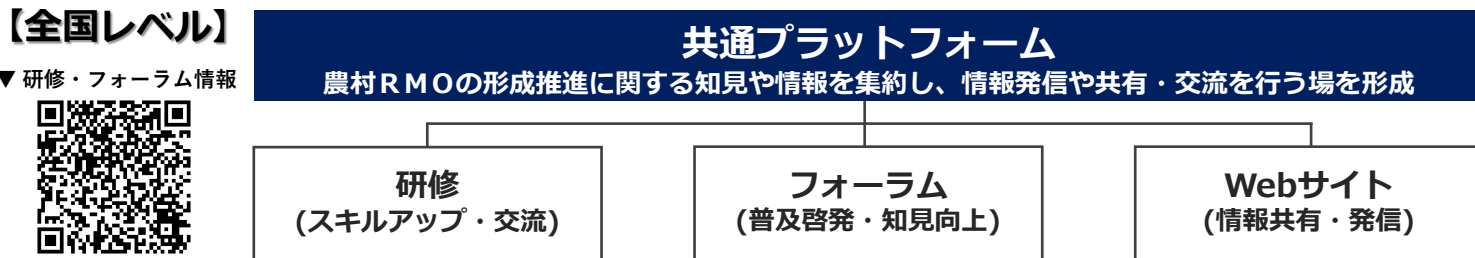 【全国レベル】
▼ 研修・フォーラム情報
共通プラットフォーム
農村ＲＭＯの形成推進に関する知見や情報を集約し、情報発信や共有・交流を行う場を形成
研修
(スキルアップ・交流)
フォーラム
(普及啓発・知見向上)
Webサイト
(情報共有・発信)